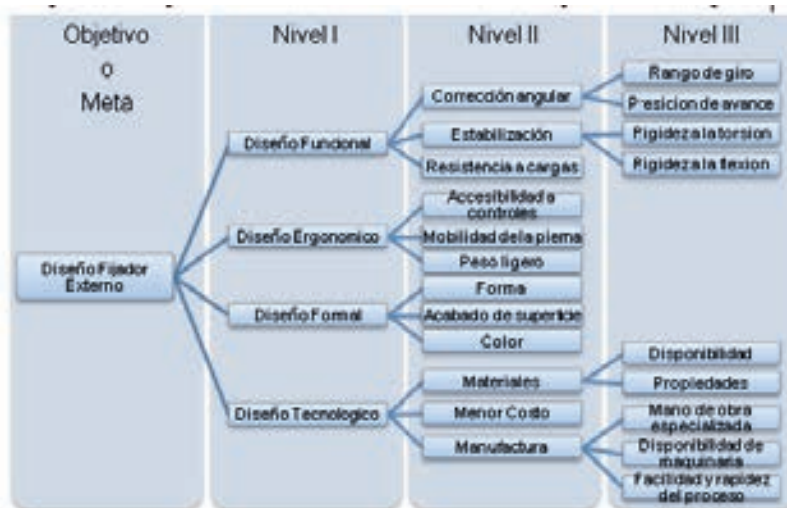 Objetivo
o
Meta
Nivel I
Nivel II
Nivel III
Diseño Fijador
Externo
Diseño Funcional
Diseño Ergonomico
Diseño Formal
Diseño Tecnologico
Corrección angular
Estabilización
Resistencia a cargas
Accesibilidad a
controles
Mobilidad de la pierna
Peso ligero
Forma
Acabado de superficie
Color
Materiales
Menor Costo
Manufactura
Rango de giro
Presicion de avance
Rigidez a la torsion
Rigidez a la flexion
Disponibilidad
Propiedades
Mano de obra
especializada
Disponibilidad de
maquinaria
Facilidad y rapidez
del proceso